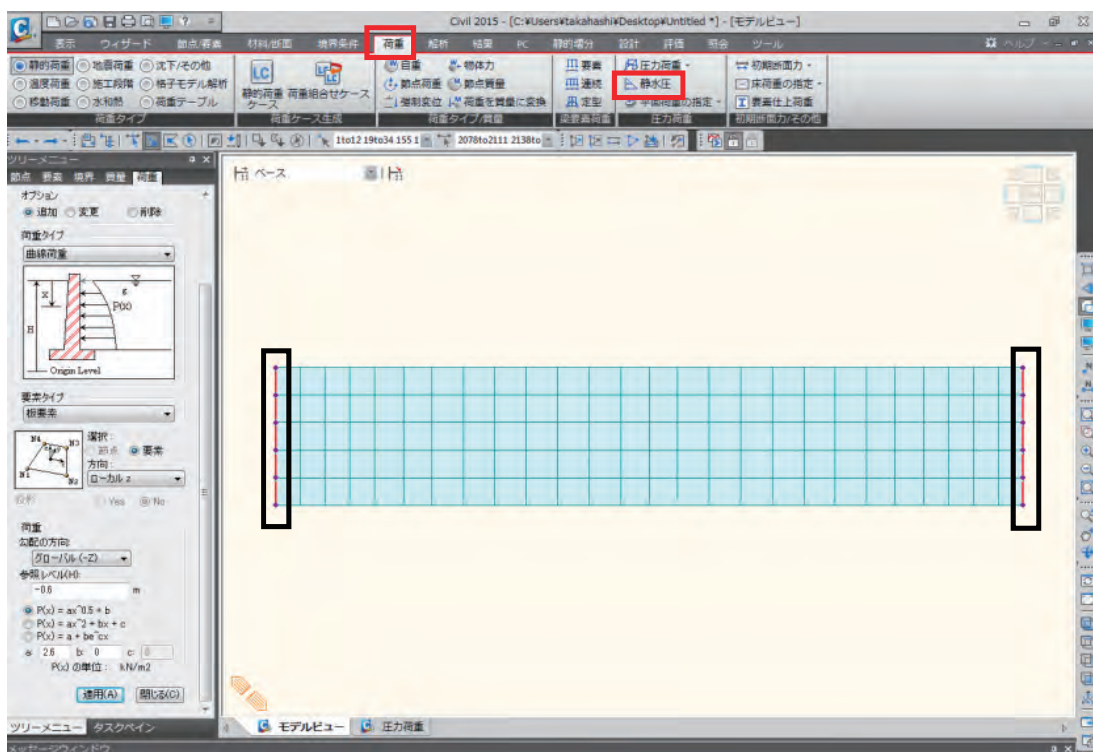 Civil 2015 - [C:¥Users¥takahashi¥Desktop¥Untitled *] - [モデルビュー]
表示 ウィザード 節点/要素 材料/断面 境界条件 荷重 解析 結果 PC 静的増分 設計 評価 照会 ツール ヘルプ
静的荷重 地震荷重 沈下/その他
温度荷重 施工段階 格子モデル解析
移動荷重 水和熱 荷重テーブル
荷重タイプ
LC
静的荷重ケース
荷重組合せケース
荷重ケース生成
自重 物体力
節点荷重 節点質量
強制変位 荷重を質量に変換
荷重タイプ/質量
要素
連続
定型
梁要素荷重
圧力荷重
静水圧
平面荷重の指定
圧力荷重
初期断面力
床荷重の指定
要素仕上荷重
初期断面力/その他
1to12 19to34 155 1 2078to2111 2138to
ツリーメニュー
節点 要素 境界 質量 荷重
ベース
オプション
追加 変更 削除
荷重タイプ
曲線荷重
x
g
P(x)
H
Origin Level
要素タイプ
板要素
N4 N3
N1 N2
選択:
節点 要素
方向:
ローカル z
投影: Yes No
荷重
勾配の方向:
グローバル (-Z)
参照レベル(H):
-0.6 m
P(x) = ax^0.5 + b
P(x) = ax^2 + bx + c
P(x) = a + be^cx
a: 2.6 b: 0 c: 0
P(x) の単位: kN/m2
適用(A) 閉じる(C)
ツリーメニュー タスクペイン
モデルビュー 圧力荷重
メッセージウィンドウ